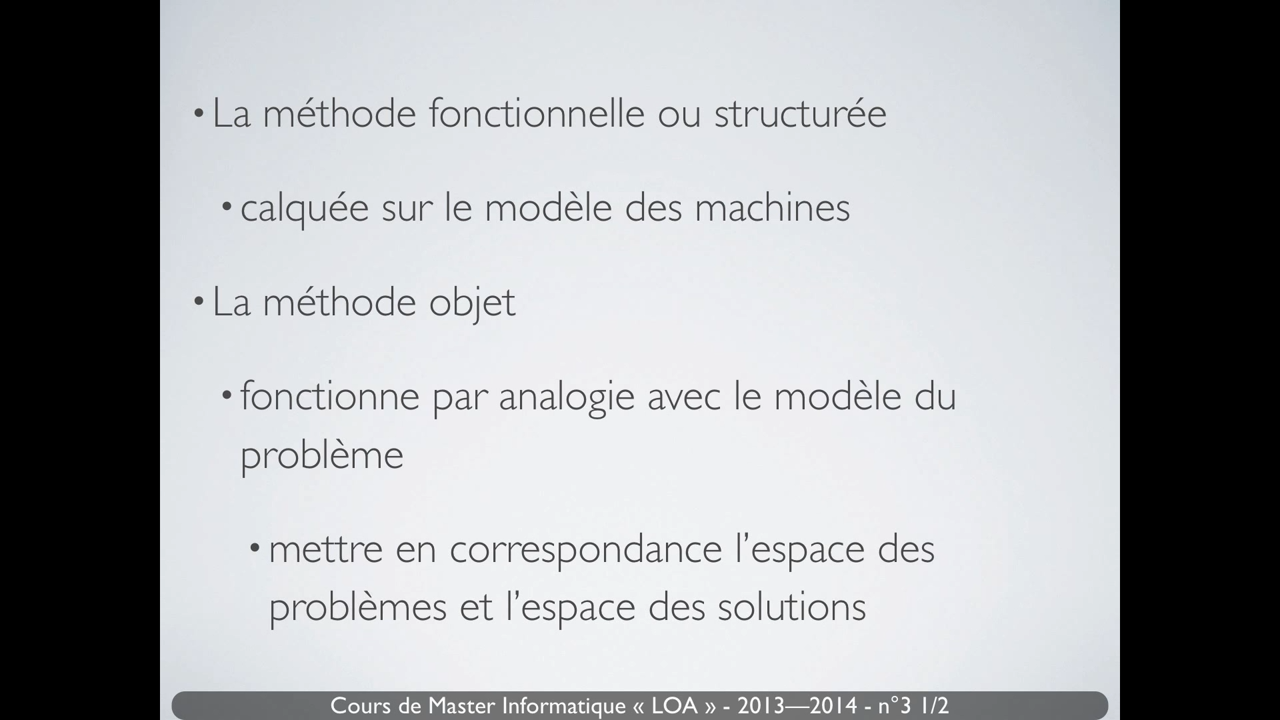 • La méthode fonctionnelle ou structurée
• calquée sur le modèle des machines
• La méthode objet
• fonctionne par analogie avec le modèle du
problème
• mettre en correspondance l’espace des
problèmes et l’espace des solutions
Cours de Master Informatique « LOA » - 2013—2014 - n°3 1/2